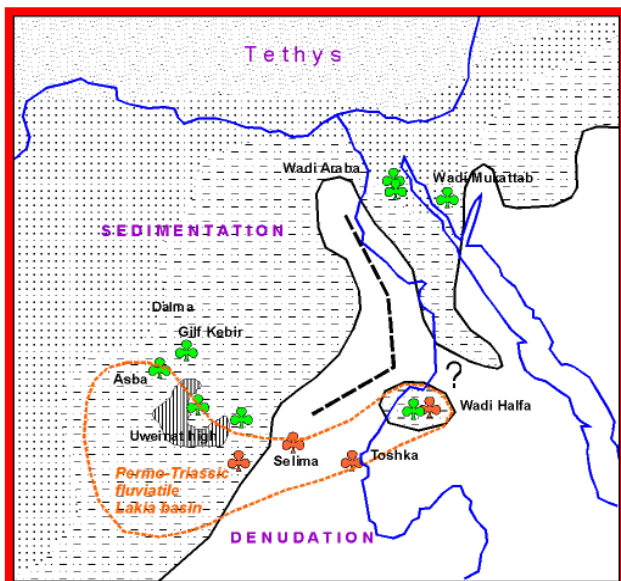 Tethys
Wadi Araba
Wadi Mukattab
SEDIMENTATION
Dalma
Gilf Kebir
Asba
?
Wadi Halfa
Uweinat high
Selima
Toshka
Permo-Triassic
fluviatile
Lakia basin
DENUDATION